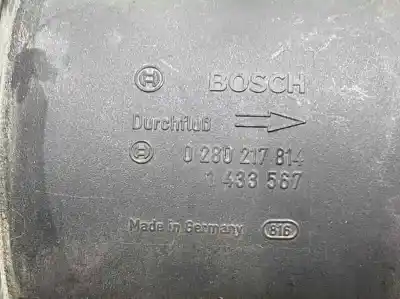 BOSCH
Durchfluß
0 280 217 814
1 433 567
Made in Germany 816